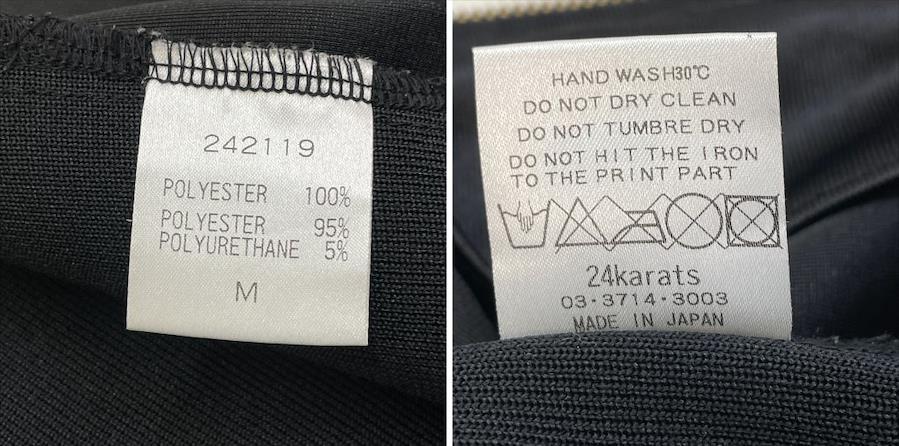 242119
POLYESTER 100%
POLYESTER 95%
POLYURETHANE 5%
M
HAND WASH30℃
DO NOT DRY CLEAN
DO NOT TUMBRE DRY
DO NOT HIT THE IRON
TO THE PRINT PART
24karats
03・3714・3003
MADE IN JAPAN